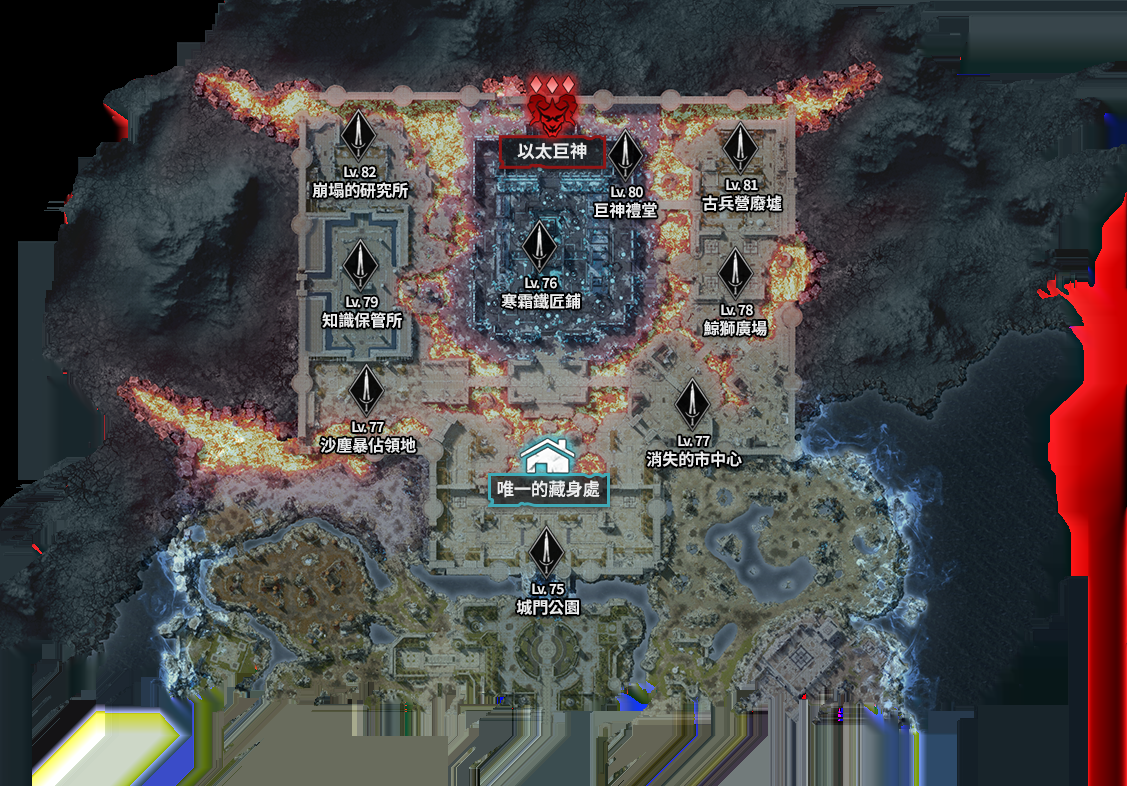 以太巨神
Lv. 82
崩塌的研究所
Lv. 80
巨神禮堂
Lv. 81
古兵營廢墟
Lv. 76
寒霜鐵匠鋪
Lv. 79
知識保管所
Lv. 78
鯨獅廣場
Lv. 77
沙塵暴佔領地
Lv. 77
消失的市中心
唯一的藏身處
Lv. 75
城門公園